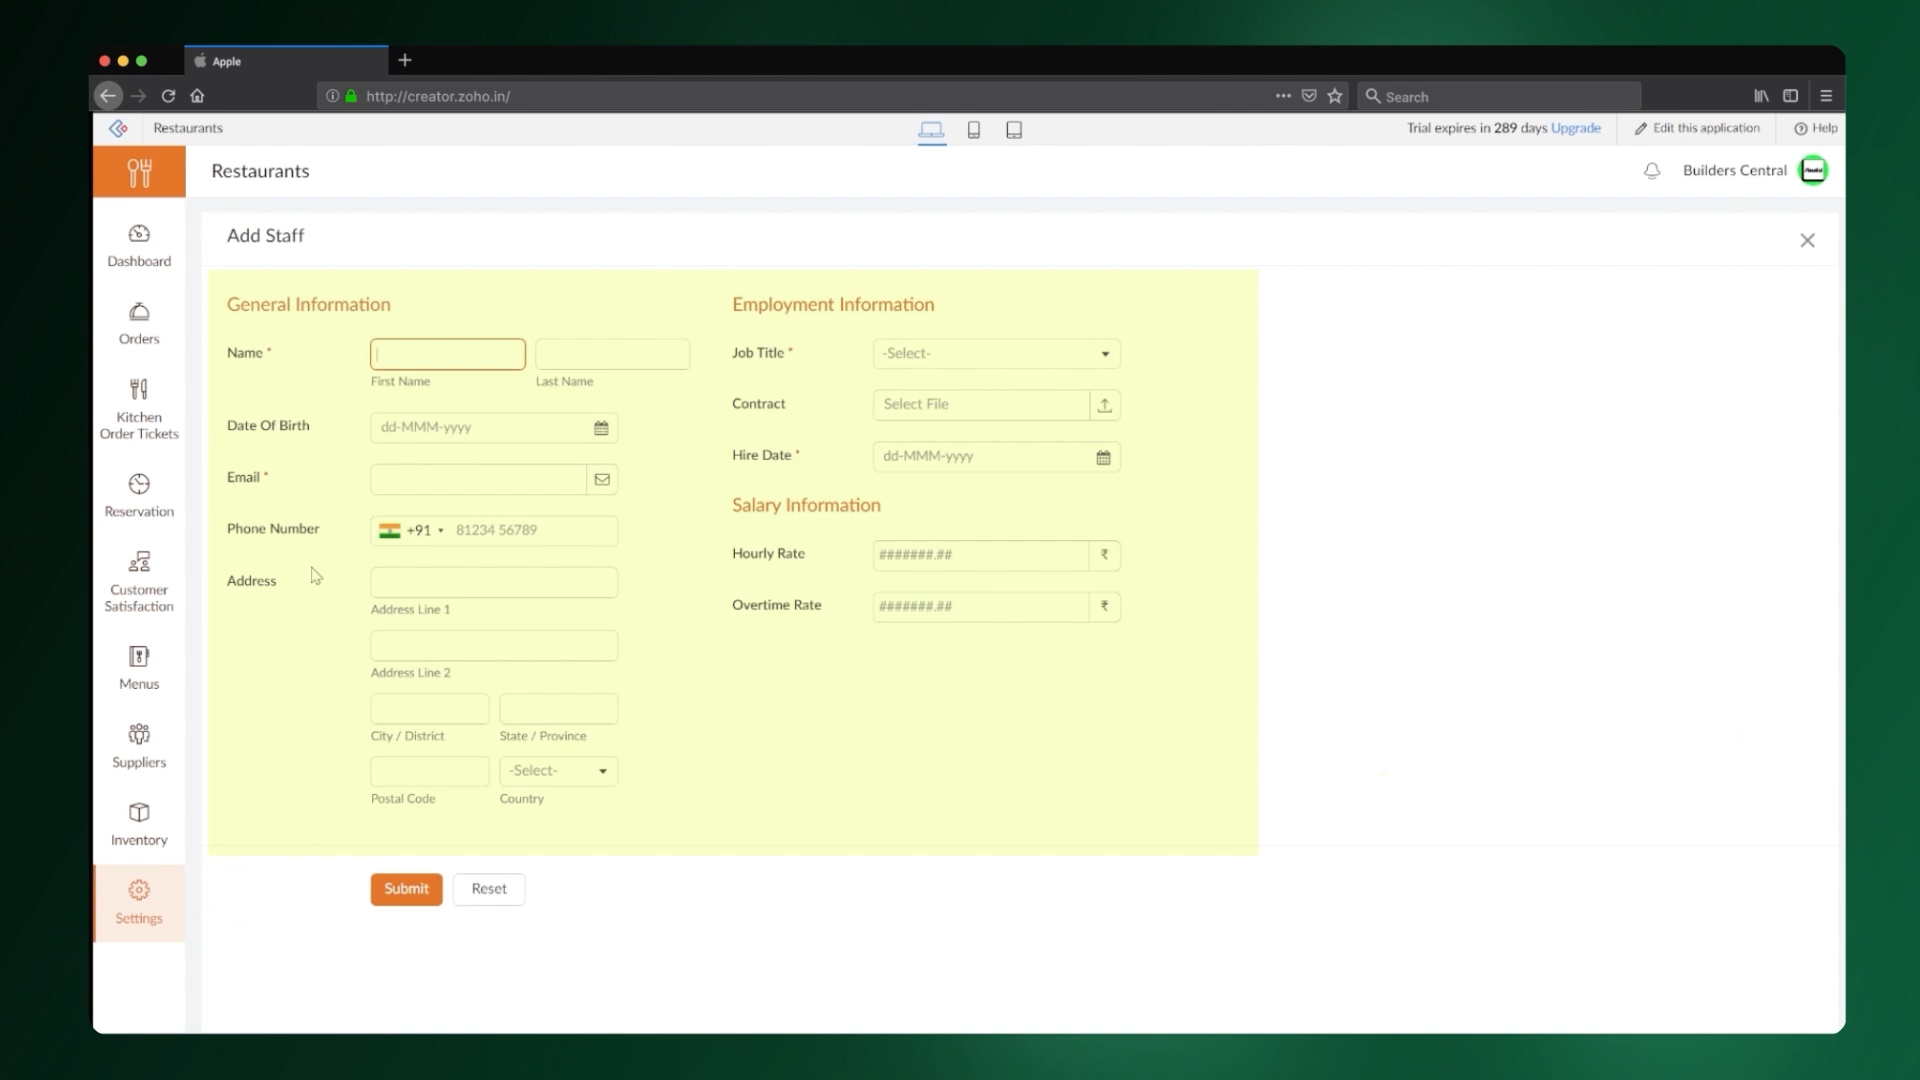 Apple
http://creator.zoho.in/
Search
Restaurants
Trial expires in 289 days Upgrade
Edit this application
Help
Restaurants
Builders Central
Dashboard
Orders
Kitchen
Order Tickets
Reservation
Customer
Satisfaction
Menus
Suppliers
Inventory
Settings
Add Staff
General Information
Name *
First Name
Last Name
Date Of Birth
dd-MMM-yyyy
Email *
Phone Number
+91
81234 56789
Address
Address Line 1
Address Line 2
City / District
State / Province
-Select-
Postal Code
Country
Employment Information
Job Title *
-Select-
Contract
Select File
Hire Date *
dd-MMM-yyyy
Salary Information
Hourly Rate
#######.##
₹
Overtime Rate
#######.##
₹
Submit
Reset